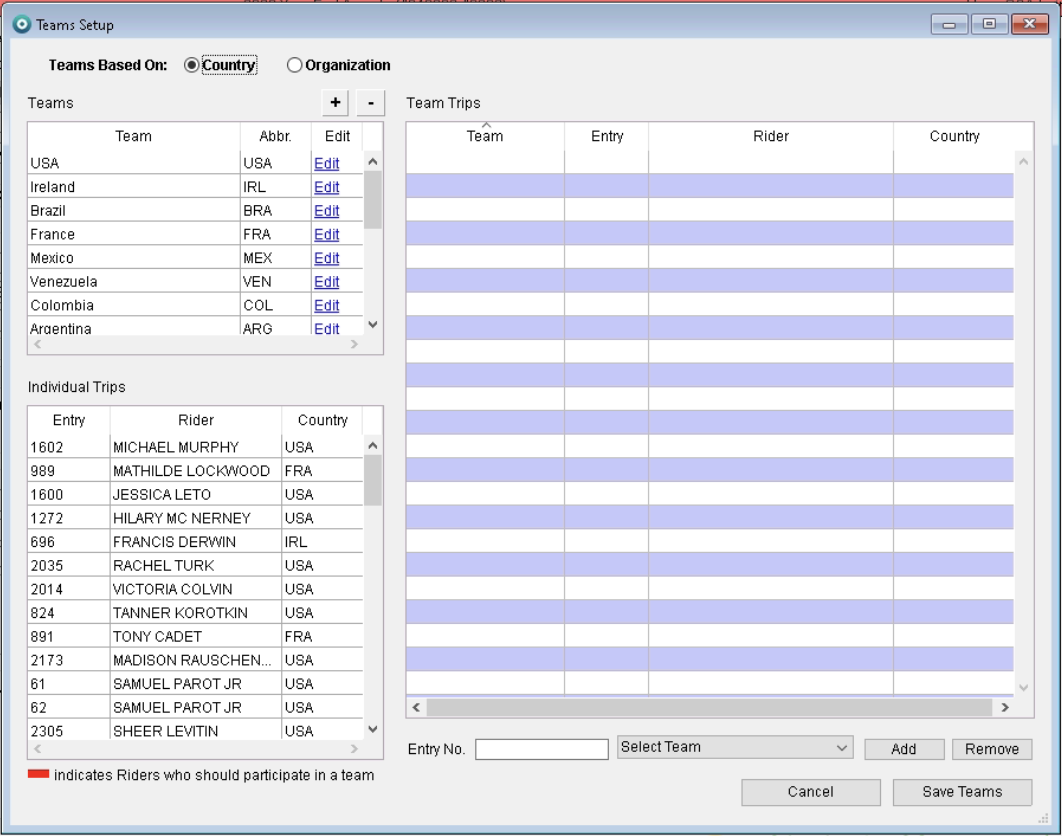 Teams Setup
Teams Based On: Country Organization
Teams + -
Team Abbr. Edit
USA USA Edit
Ireland IRL Edit
Brazil BRA Edit
France FRA Edit
Mexico MEX Edit
Venezuela VEN Edit
Colombia COL Edit
Argentina ARG Edit
Individual Trips
Entry Rider Country
1602 MICHAEL MURPHY USA
989 MATHILDE LOCKWOOD FRA
1600 JESSICA LETO USA
1272 HILARY MC NERNEY USA
696 FRANCIS DERWIN IRL
2035 RACHEL TURK USA
2014 VICTORIA COLVIN USA
824 TANNER KOROTKIN USA
891 TONY CADET FRA
2173 MADISON RAUSCHEN... USA
61 SAMUEL PAROT JR USA
62 SAMUEL PAROT JR USA
2305 SHEER LEVITIN USA
indicates Riders who should participate in a team
Team Trips
Team Entry Rider Country
Entry No. Select Team Add Remove
Cancel Save Teams